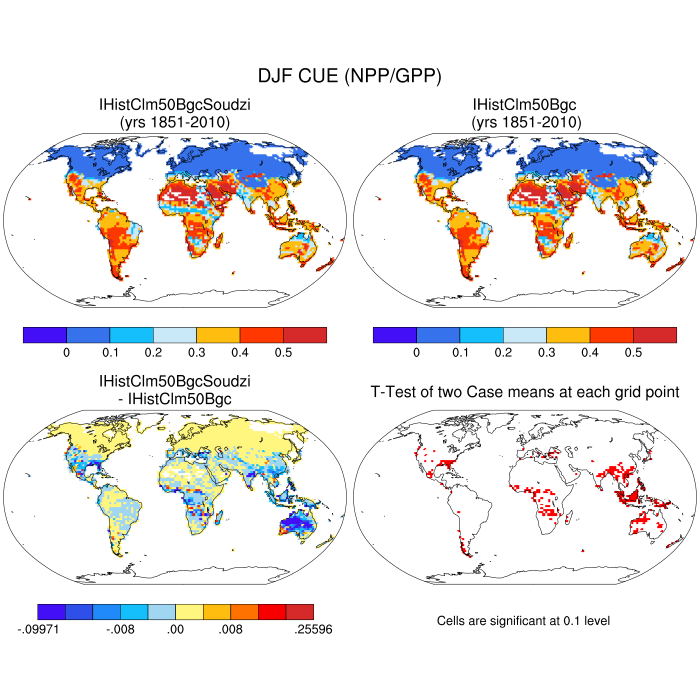 DJF CUE (NPP/GPP)
IHistClm50BgcSoudzi
(yrs 1851-2010)
IHistClm50Bgc
(yrs 1851-2010)
0 0.1 0.2 0.3 0.4 0.5
0 0.1 0.2 0.3 0.4 0.5
IHistClm50BgcSoudzi
- IHistClm50Bgc
T-Test of two Case means at each grid point
-.09971 -.008 .00 .008 .25596
Cells are significant at 0.1 level